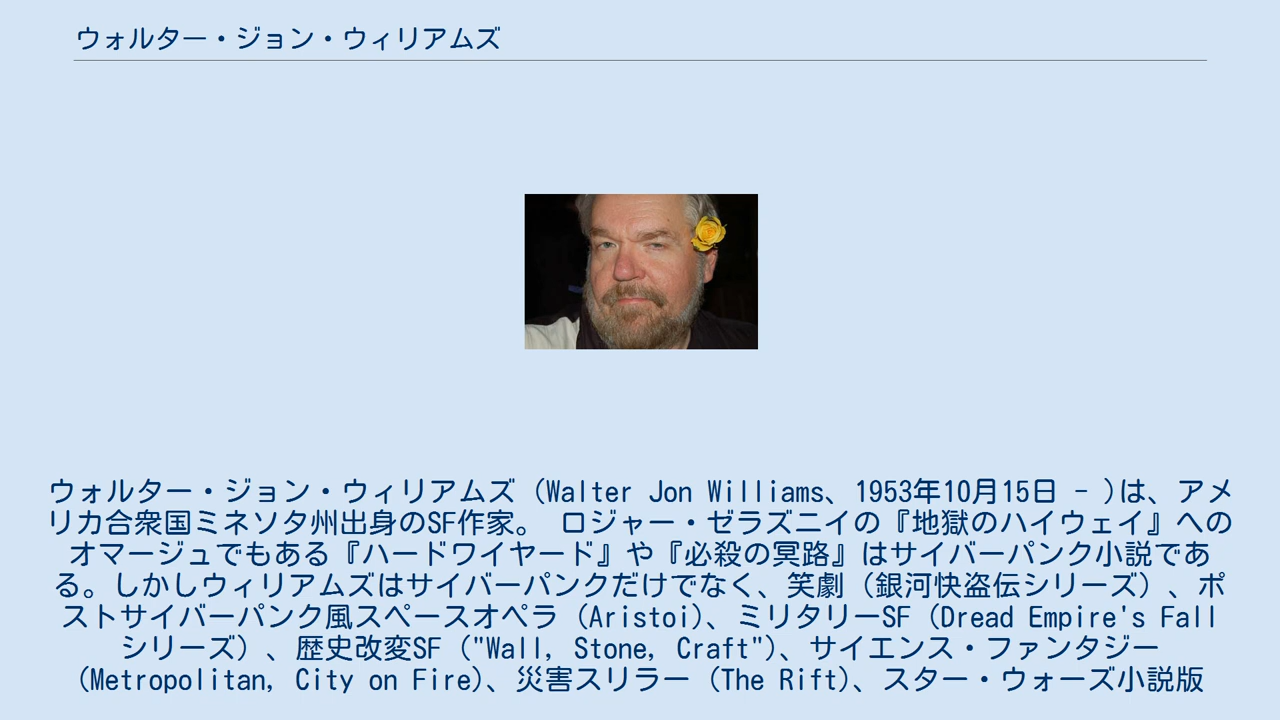 ウォルター・ジョン・ウィリアムズ
ウォルター・ジョン・ウィリアムズ（Walter Jon Williams、1953年10月15日 - )は、アメ
リカ合衆国ミネソタ州出身のSF作家。 ロジャー・ゼラズニイの『地獄のハイウェイ』への
オマージュでもある『ハードワイヤード』や『必殺の冥路』はサイバーパンク小説であ
る。しかしウィリアムズはサイバーパンクだけでなく、笑劇（銀河快盗伝シリーズ）、ポ
ストサイバーパンク風スペースオペラ（Aristoi）、ミリタリーSF（Dread Empire's Fall
シリーズ）、歴史改変SF（"Wall, Stone, Craft"）、サイエンス・ファンタジー
（Metropolitan, City on Fire）、災害スリラー（The Rift）、スター・ウォーズ小説版